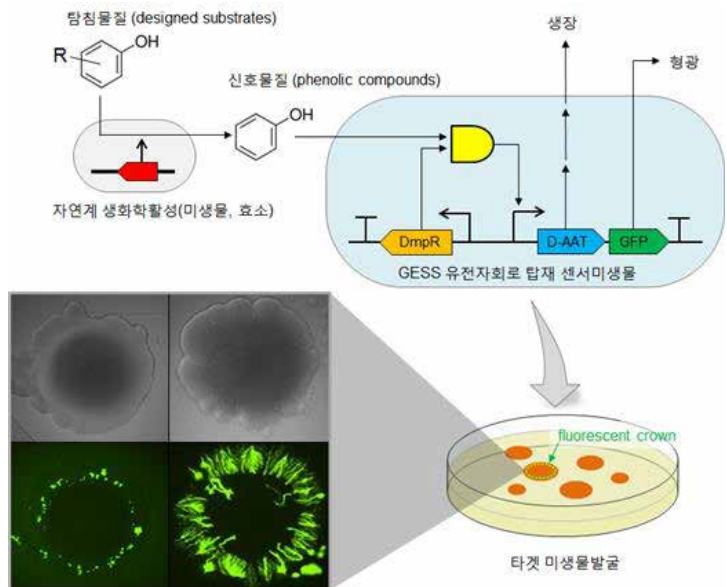 탐침물질 (designed substrates)
R
OH
신호물질 (phenolic compounds)
OH
자연계 생화학활성(미생물, 효소)
생장
형광
DmpR
D-AAT
GFP
GESS 유전자회로 탑재 센서미생물
fluorescent crown
타겟 미생물발굴